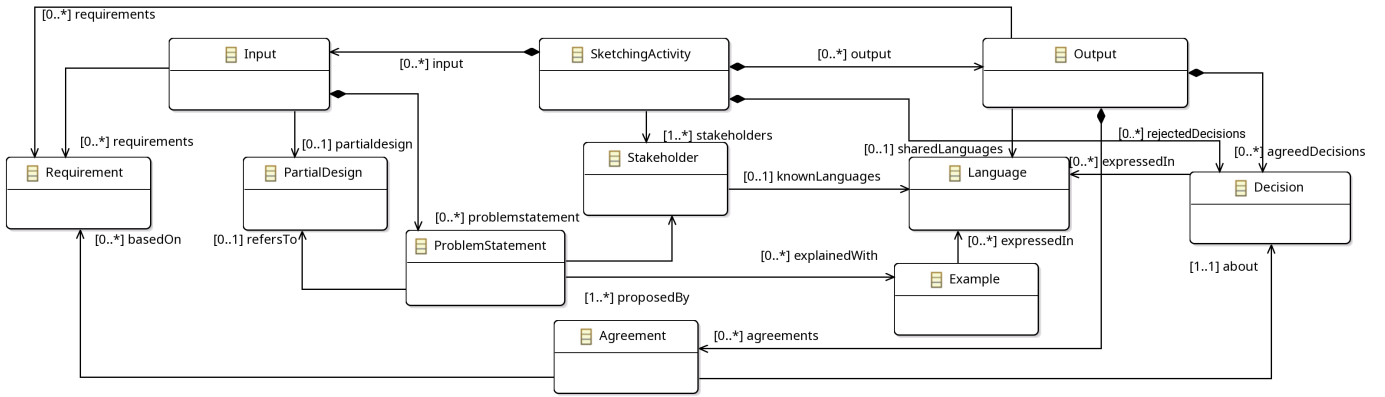 [0..*] requirements
Input
SketchingActivity
Output
[0..*] input
[0..*] output
[0..*] requirements
[0..1] partialdesign
[1..*] stakeholders
[0..1] sharedLanguages
[0..*] rejectedDecisions
[0..*] agreedDecisions
Requirement
PartialDesign
Stakeholder
Language
[0..*] expressedIn
Decision
[0..1] knownLanguages
[0..*] basedOn
[0..1] refersTo
[0..*] problemstatement
ProblemStatement
[0..*] expressedIn
[0..*] explainedWith
[1..1] about
Example
[1..*] proposedBy
Agreement
[0..*] agreements